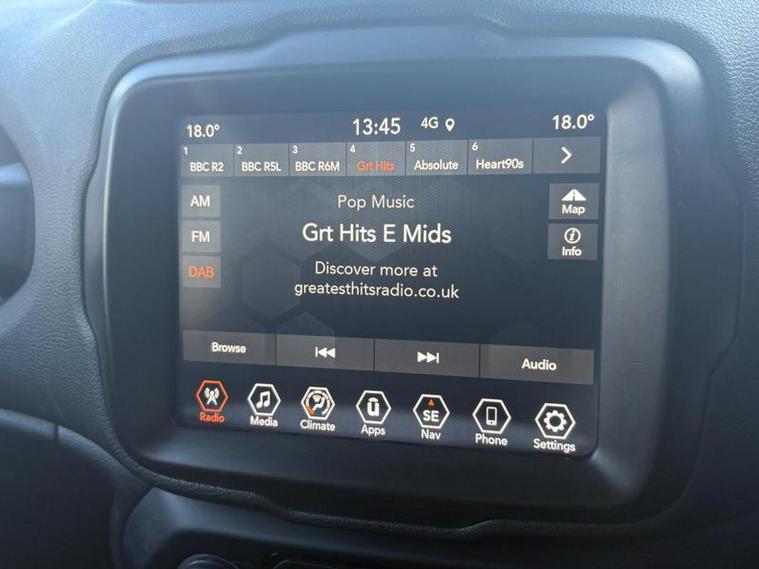 18.0° 13:45 4G 18.0°
1 BBC R2 2 BBC R5L 3 BBC R6M 4 Grt Hits 5 Absolute 6 Heart90s
AM
FM
DAB
Pop Music
Grt Hits E Mids
Discover more at
greatesthitsradio.co.uk
Map
Info
Browse Audio
SE
Radio Media Climate Apps Nav Phone Settings